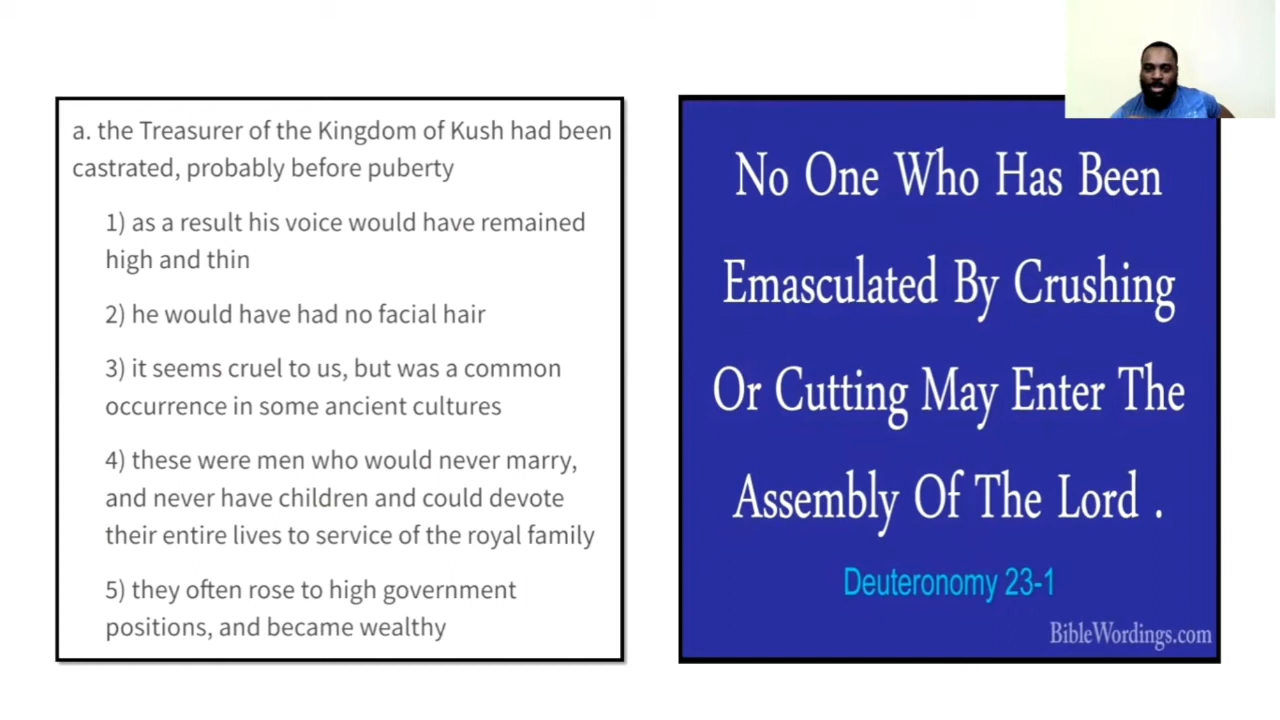 a. the Treasurer of the Kingdom of Kush had been
castrated, probably before puberty
1) as a result his voice would have remained
high and thin
2) he would have had no facial hair
3) it seems cruel to us, but was a common
occurrence in some ancient cultures
4) these were men who would never marry,
and never have children and could devote
their entire lives to service of the royal family
5) they often rose to high government
positions, and became wealthy
No One Who Has Been
Emasculated By Crushing
Or Cutting May Enter The
Assembly Of The Lord .
Deuteronomy 23-1
BibleWordings.com